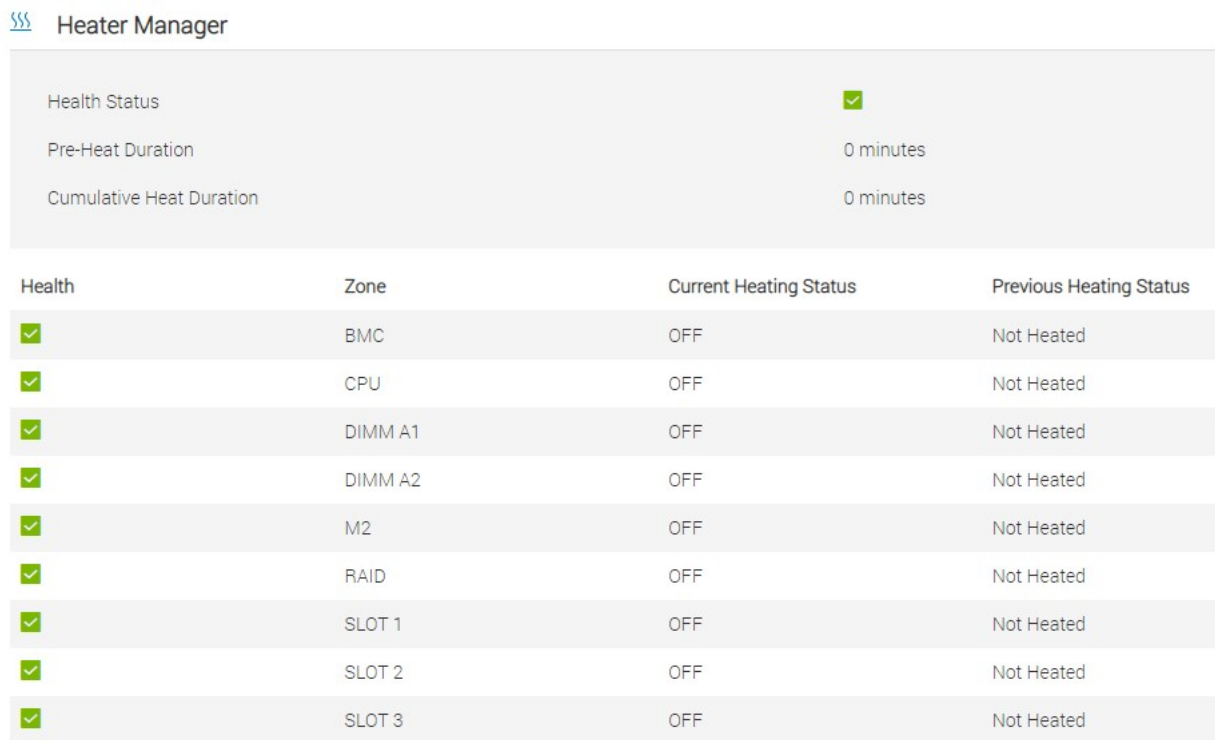 Heater Manager
Health Status
Pre-Heat Duration 0 minutes
Cumulative Heat Duration 0 minutes
Health Zone Current Heating Status Previous Heating Status
BMC OFF Not Heated
CPU OFF Not Heated
DIMM A1 OFF Not Heated
DIMM A2 OFF Not Heated
M2 OFF Not Heated
RAID OFF Not Heated
SLOT 1 OFF Not Heated
SLOT 2 OFF Not Heated
SLOT 3 OFF Not Heated